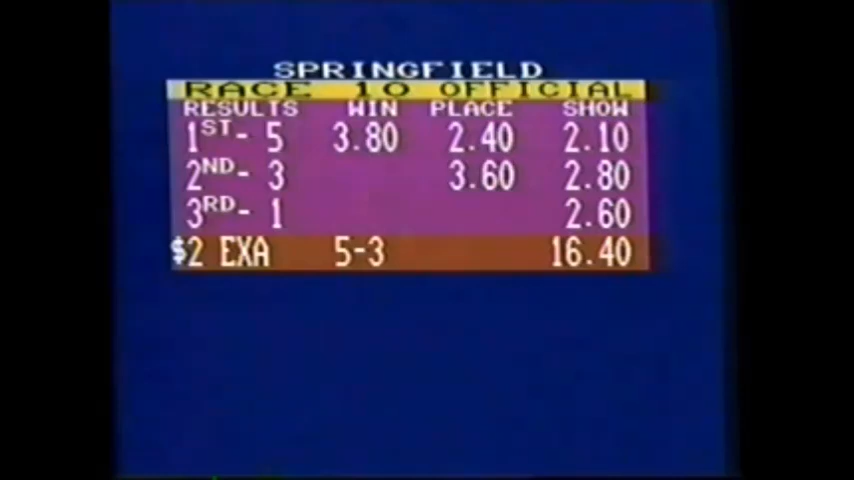 SPRINGFIELD
RACE 10 OFFICIAL
RESULTS WIN PLACE SHOW
1ST- 5 3.80 2.40 2.10
2ND- 3 3.60 2.80
3RD- 1 2.60
$2 EXA 5-3 16.40